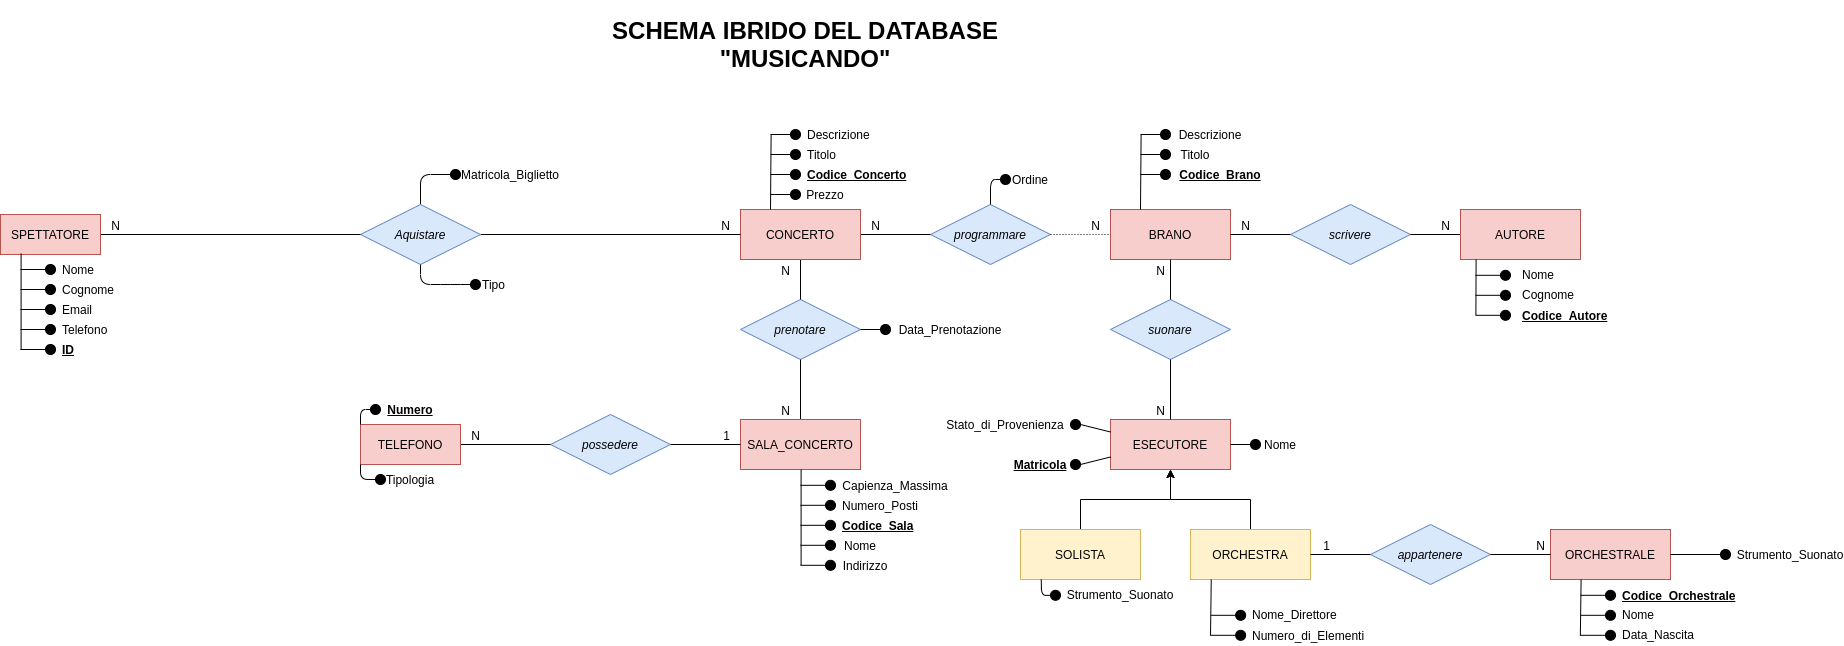 SCHEMA IBRIDO DEL DATABASE
"MUSICANDO"
Descrizione
Titolo
Codice_Concerto
Prezzo
Descrizione
Titolo
Codice_Brano
Matricola_Biglietto
Ordine
SPETTATORE
N
Aquistare
N
CONCERTO
N
programmare
N
BRANO
N
scrivere
N
AUTORE
Nome
Cognome
Email
Telefono
ID
Tipo
N
N
Nome
Cognome
Codice_Autore
prenotare
Data_Prenotazione
suonare
Numero
N
N
Stato_di_Provenienza
TELEFONO
N
possedere
1
SALA_CONCERTO
ESECUTORE
Nome
Matricola
Tipologia
Capienza_Massima
Numero_Posti
Codice_Sala
Nome
Indirizzo
SOLISTA
ORCHESTRA
1
appartenere
N
ORCHESTRALE
Strumento_Suonato
Strumento_Suonato
Nome_Direttore
Numero_di_Elementi
Codice_Orchestrale
Nome
Data_Nascita